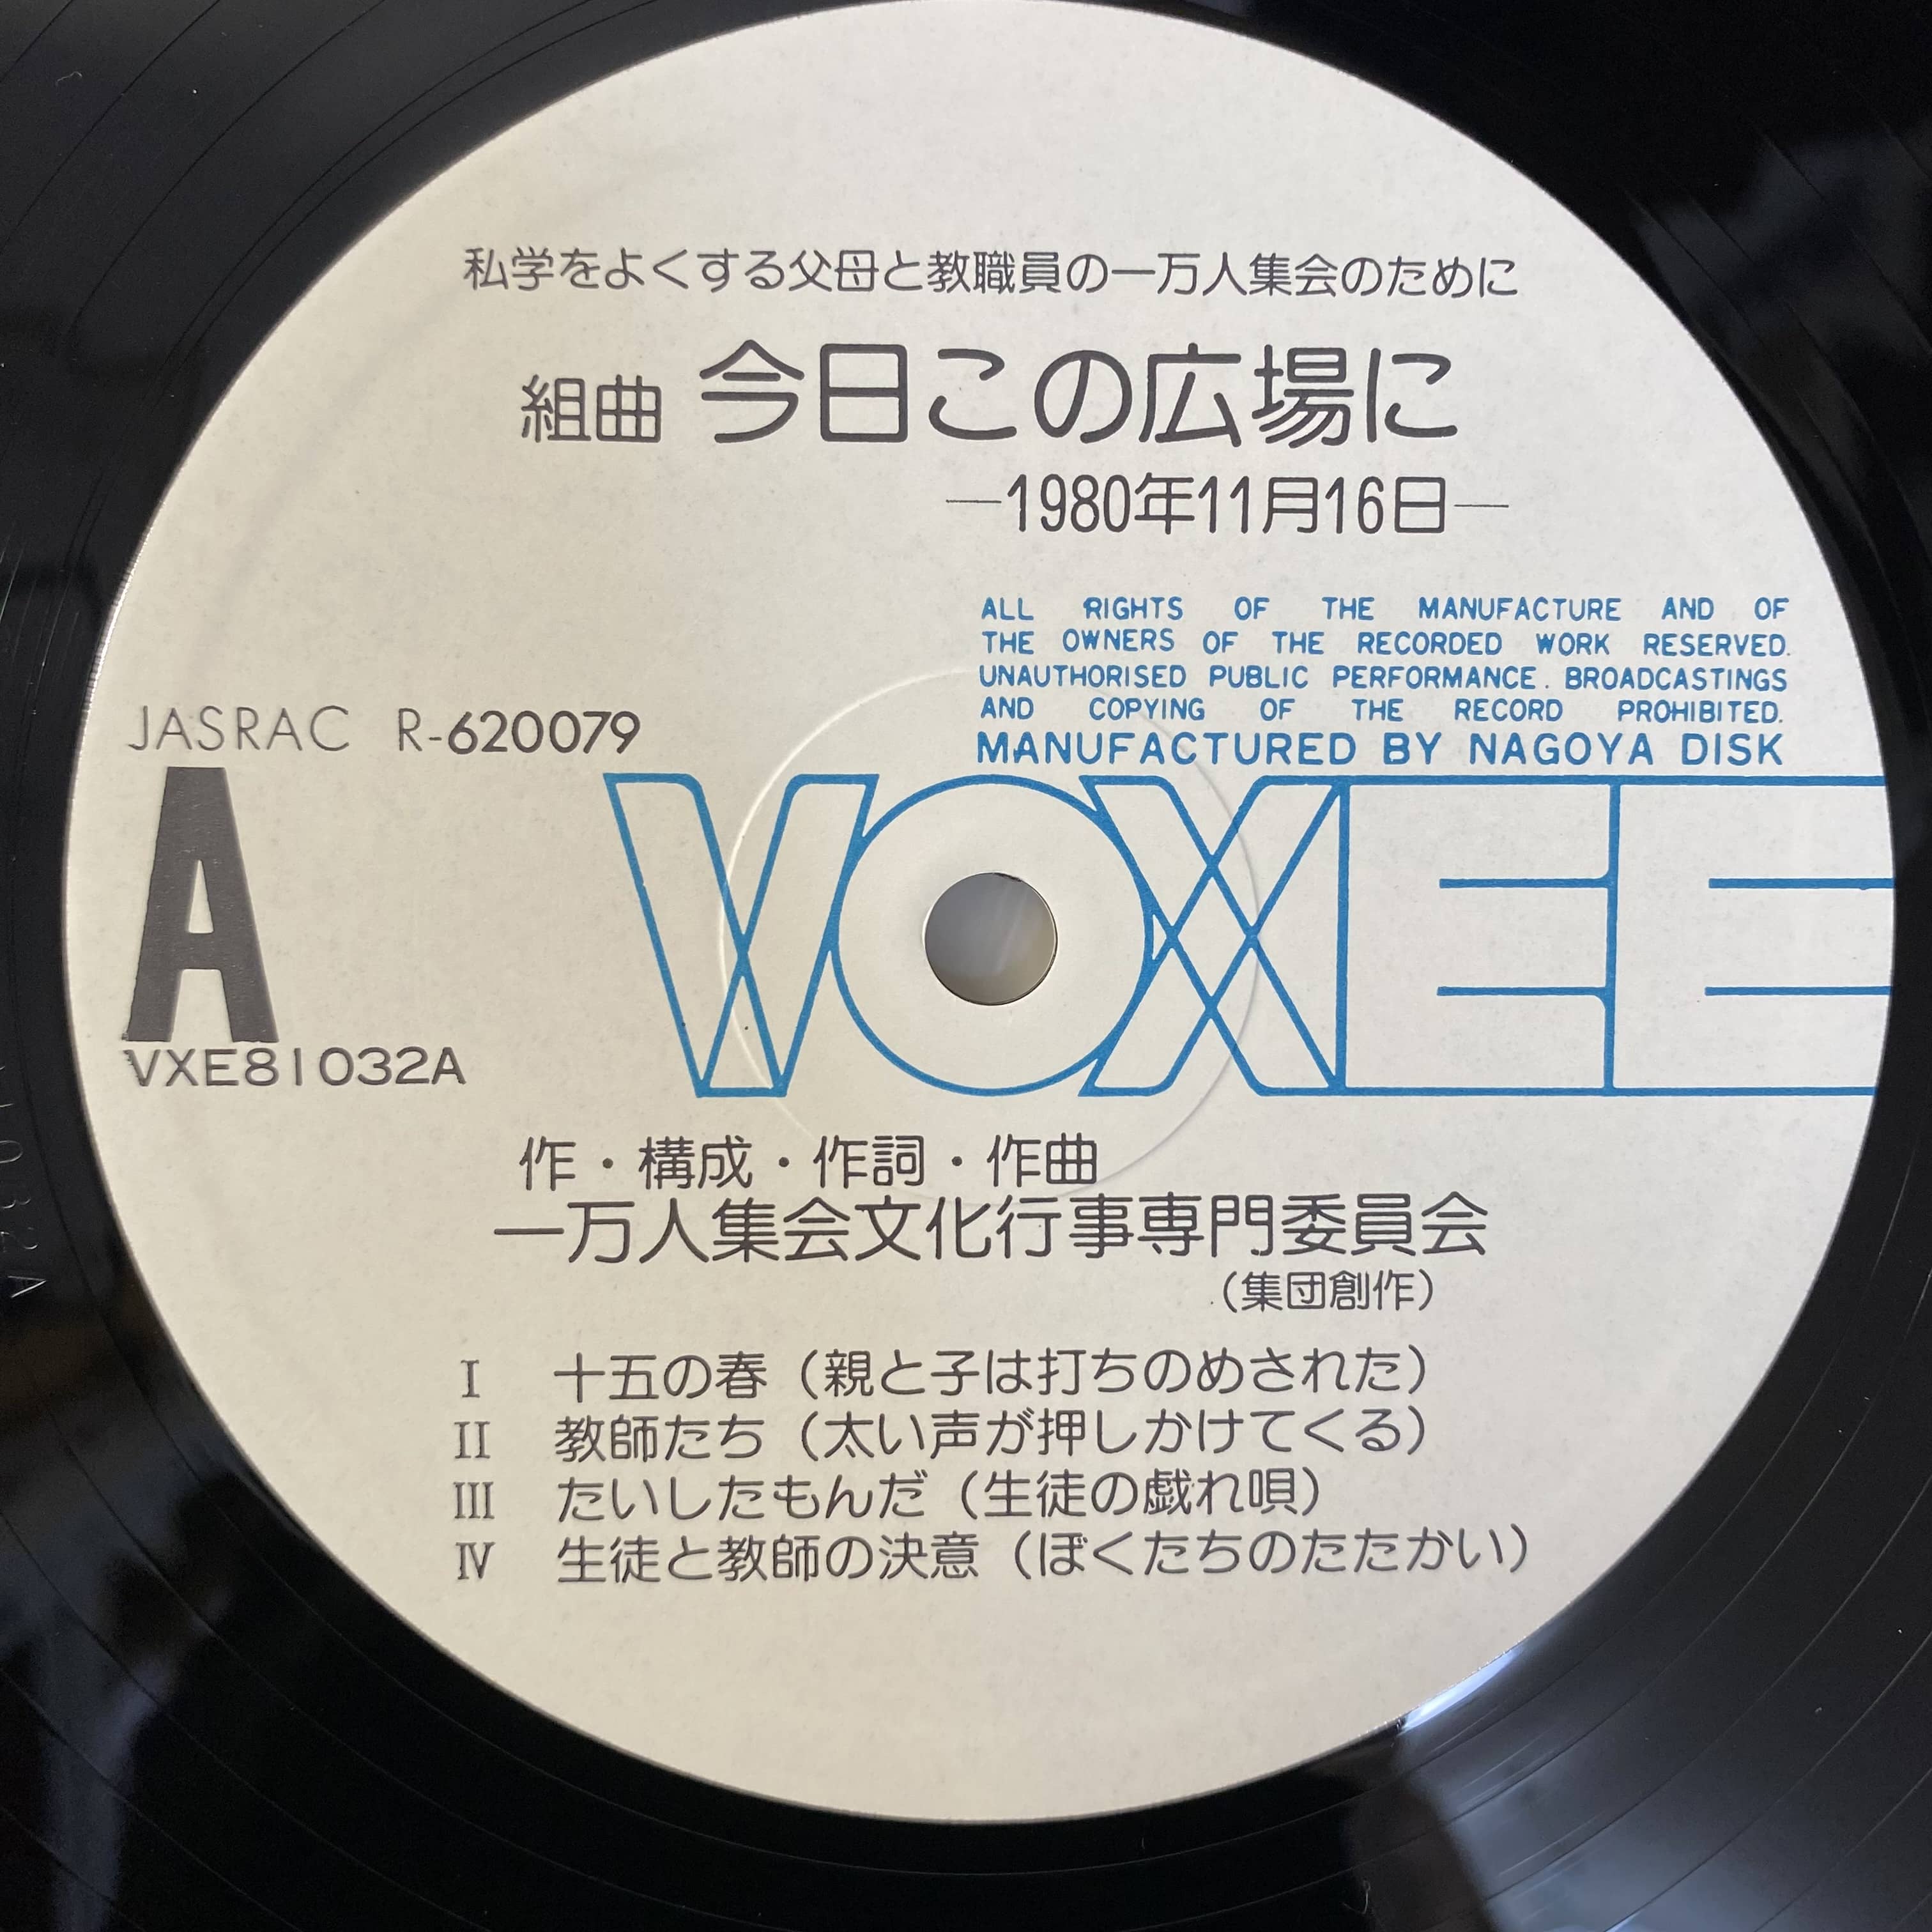 私学をよくする父母と教職員の一万人集会のために
組曲 今日この広場に
—1980年11月16日—
ALL RIGHTS OF THE MANUFACTURE AND OF
THE OWNERS OF THE RECORDED WORK RESERVED.
UNAUTHORISED PUBLIC PERFORMANCE. BROADCASTINGS
AND COPYING OF THE RECORD PROHIBITED.
MANUFACTURED BY NAGOYA DISK
JASRAC R-620079
VOXEE
A
VXE81032A
作・構成・作詞・作曲
一万人集会文化行事専門委員会
(集団創作)
I 十五の春(親と子は打ちのめされた)
II 教師たち(太い声が押しかけてくる)
III たいしたもんだ(生徒の戯れ唄)
IV 生徒と教師の決意(ぼくたちのたたかい)